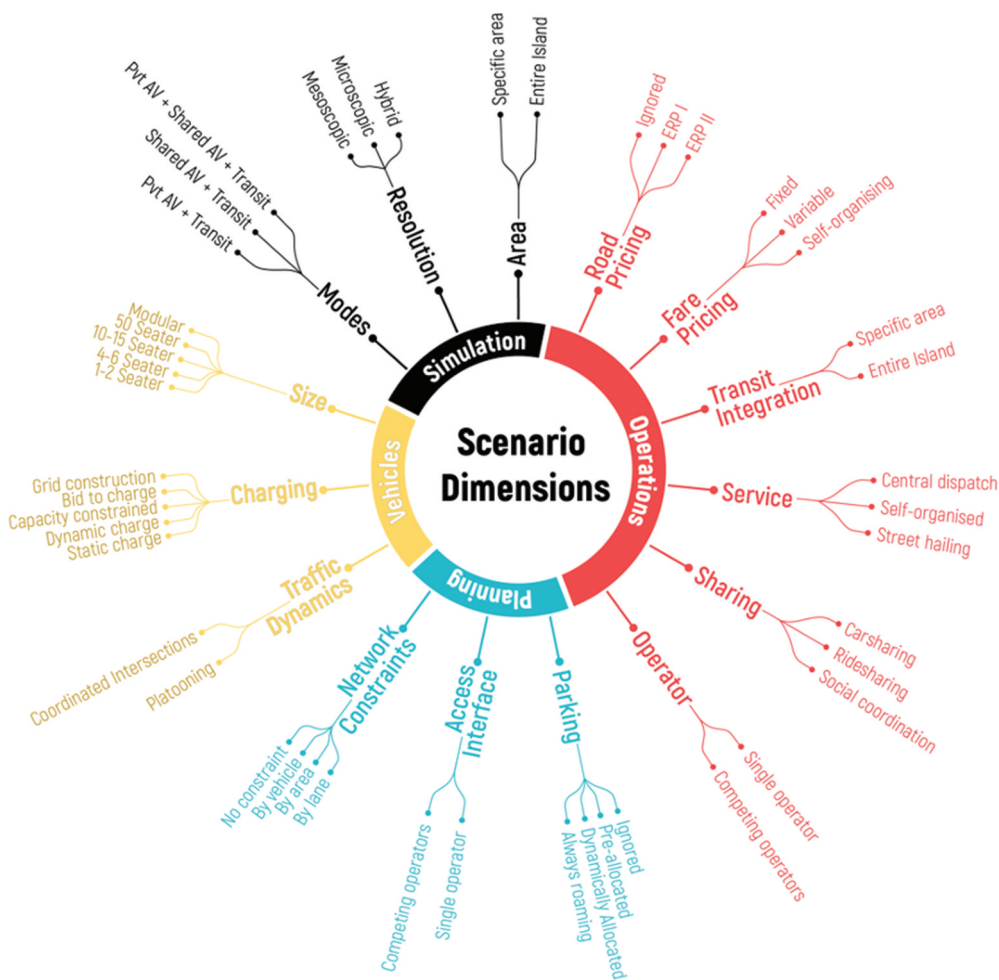 Scenario
Dimensions
Simulation
Modes
Pvt AV + Shared AV + Transit
Shared AV + Transit
Pvt AV + Transit
Resolution
Mesoscopic
Microscopic
Hybrid
Area
Specific area
Entire Island
Operations
Road
Pricing
Ignored
ERP I
ERP II
Fare
Pricing
Fixed
Variable
Self-organising
Transit
Integration
Specific area
Entire Island
Service
Central dispatch
Self-organised
Street hailing
Sharing
Carsharing
Ridesharing
Social coordination
Operator
Single operator
Competing operators
Planning
Parking
Ignored
Pre-allocated
Dynamically Allocated
Always roaming
Access
Interface
Single operator
Competing operators
Network
Constraints
No constraint
By vehicle
By area
By lane
Vehicles
Traffic
Dynamics
Coordinated Intersections
Platooning
Charging
Grid construction
Bid to charge
Capacity constrained
Dynamic charge
Static charge
Size
Modular
50 Seater
10-15 Seater
4-6 Seater
1-2 Seater